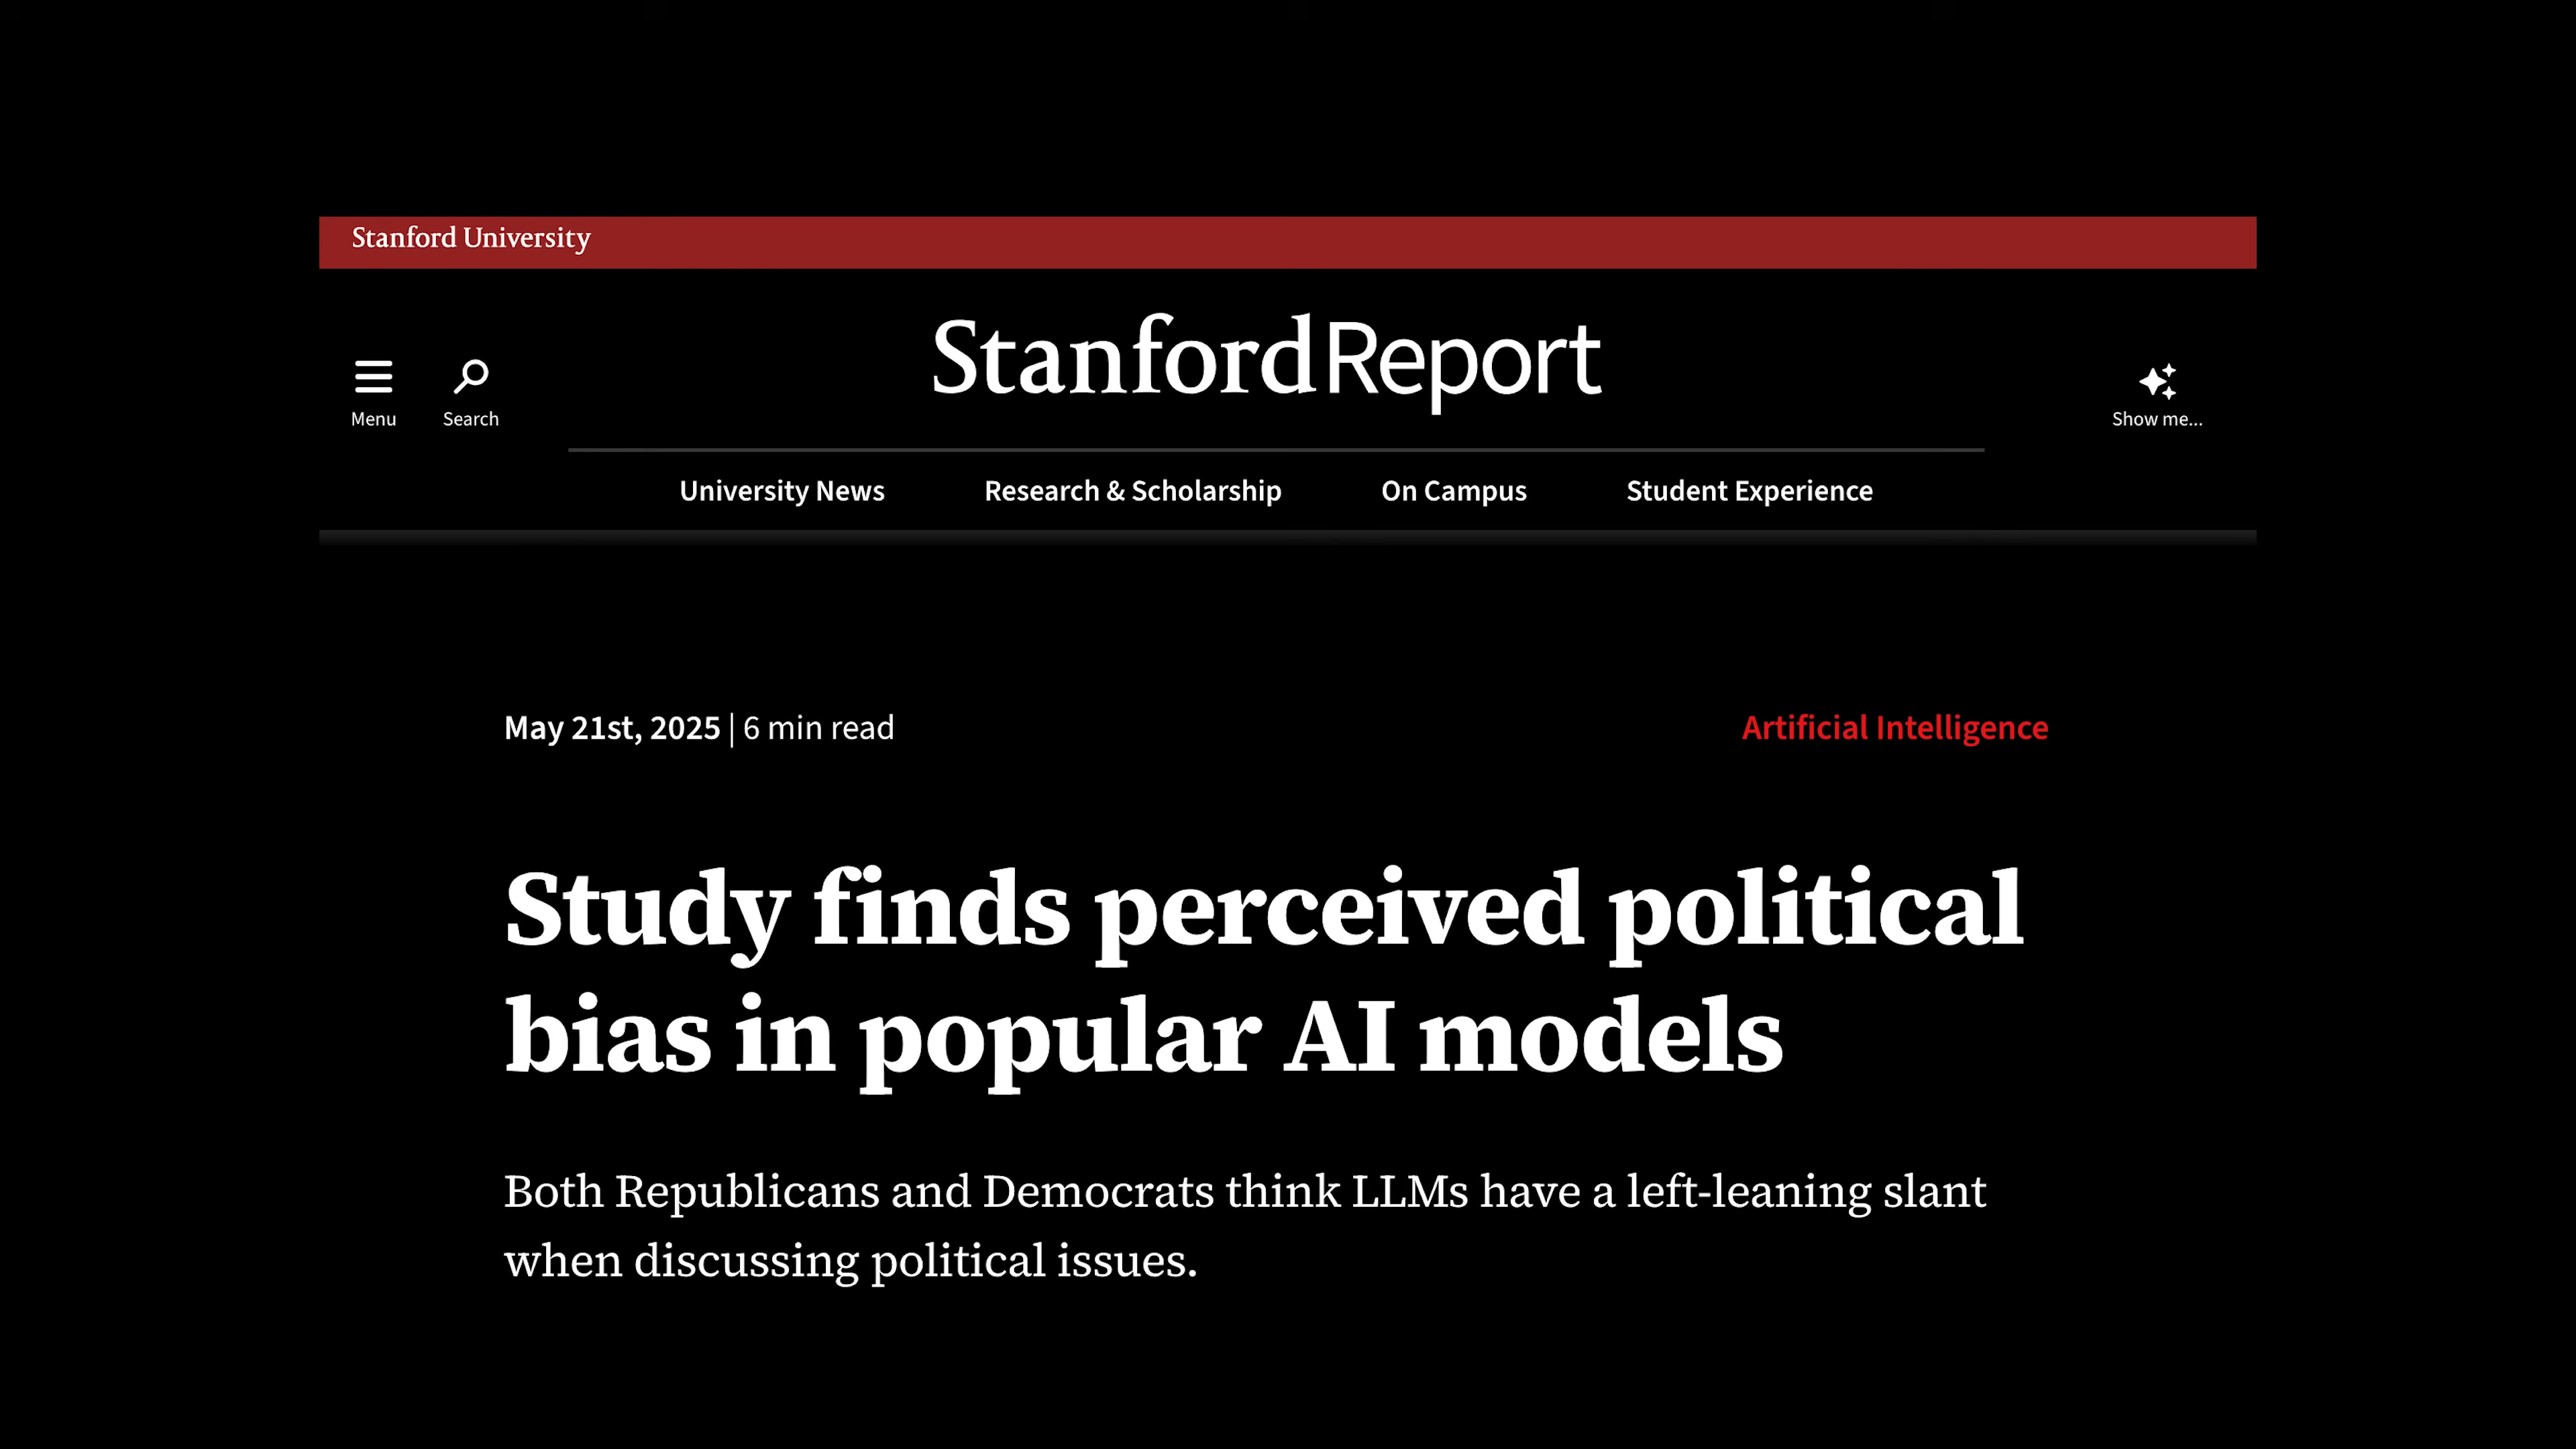 Stanford University
Stanford Report
Menu
Search
Show me...
University News
Research & Scholarship
On Campus
Student Experience
May 21st, 2025 | 6 min read
Artificial Intelligence
Study finds perceived political
bias in popular AI models
Both Republicans and Democrats think LLMs have a left-leaning slant
when discussing political issues.